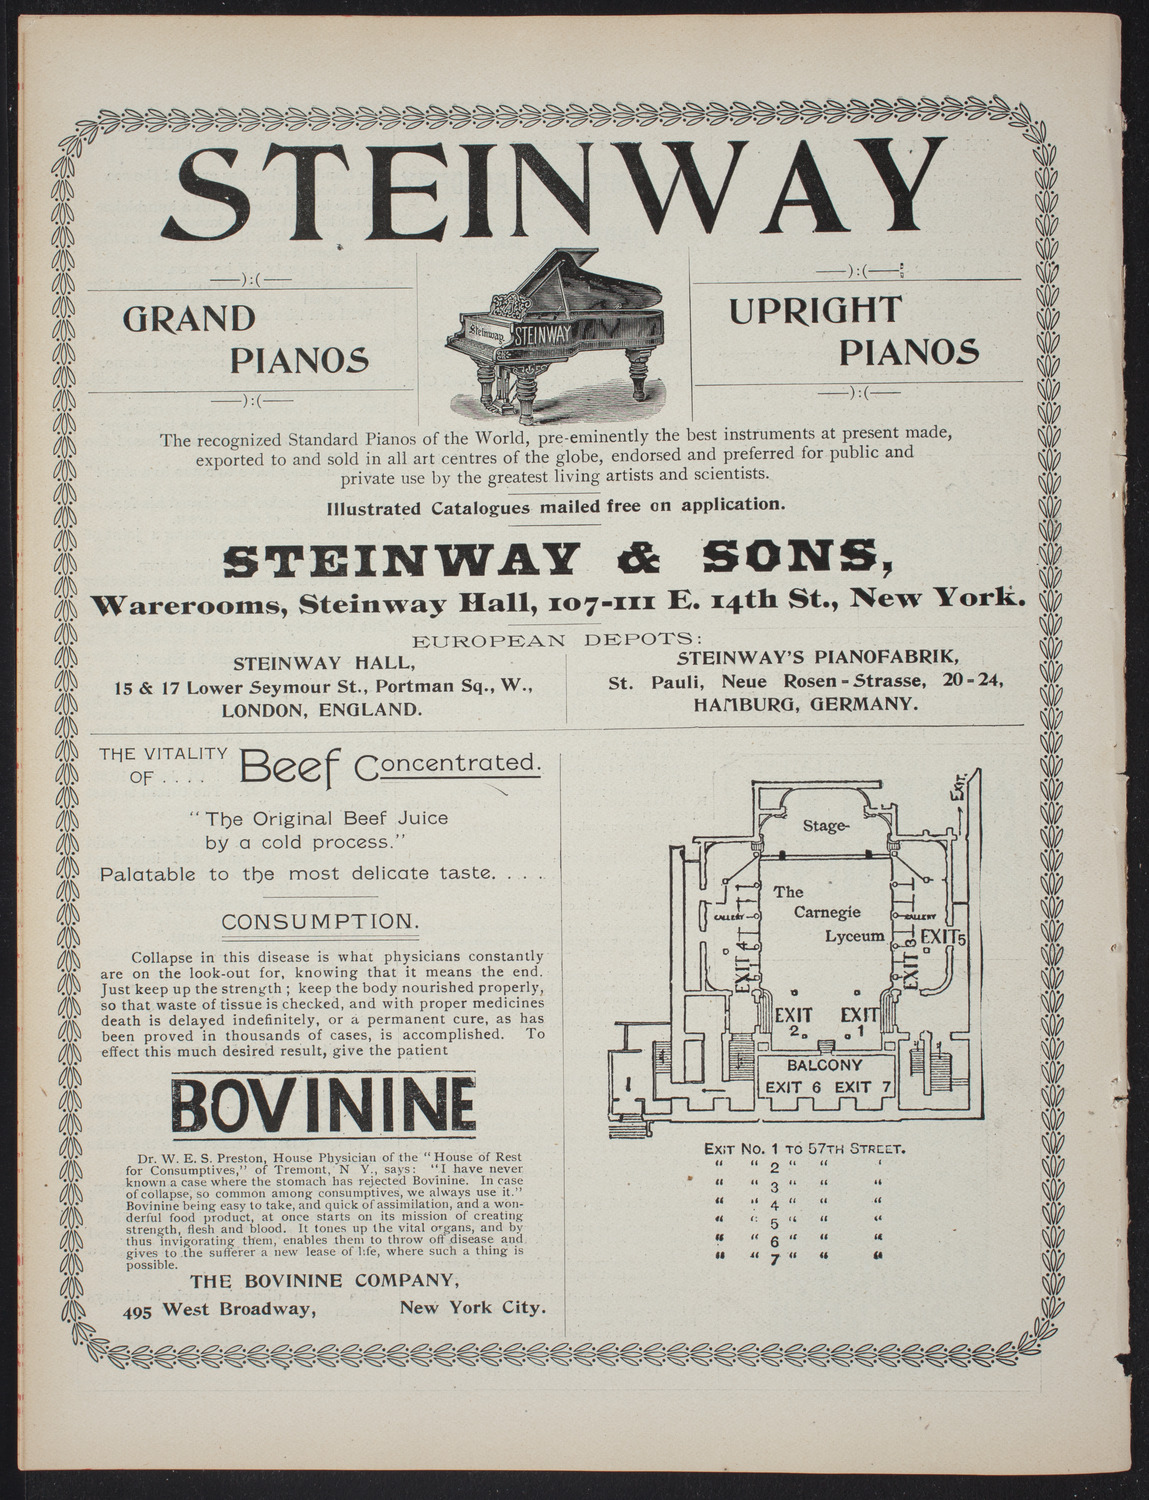 STEINWAY
GRAND
PIANOS
Steinway
STEINWAY
UPRIGHT
PIANOS
The recognized Standard Pianos of the World, pre-eminently the best instruments at present made,
exported to and sold in all art centres of the globe, endorsed and preferred for public and
private use by the greatest living artists and scientists.
Illustrated Catalogues mailed free on application.
STEINWAY & SONS,
Warerooms, Steinway Hall, 107-111 E. 14th St., New York.
EUROPEAN DEPOTS:
STEINWAY HALL,
15 & 17 Lower Seymour St., Portman Sq., W.,
LONDON, ENGLAND.
STEINWAY'S PIANOFABRIK,
St. Pauli, Neue Rosen-Strasse, 20-24,
HAMBURG, GERMANY.
THE VITALITY
OF . . . .
Beef Concentrated.
"The Original Beef Juice
by a cold process."
Palatable to the most delicate taste. . . .
CONSUMPTION.
Collapse in this disease is what physicians constantly
are on the look-out for, knowing that it means the end.
Just keep up the strength; keep the body nourished properly,
so that waste of tissue is checked, and with proper medicines
death is delayed indefinitely, or a permanent cure, as has
been proved in thousands of cases, is accomplished. To
effect this much desired result, give the patient
BOVININE
Dr. W. E. S. Preston, House Physician of the "House of Rest
for Consumptives," of Tremont, N Y., says: "I have never
known a case where the stomach has rejected Bovinine. In case
of collapse, so common among consumptives, we always use it."
Bovinine being easy to take, and quick of assimilation, and a won-
derful food product, at once starts on its mission of creating
strength, flesh and blood. It tones up the vital organs, and by
thus invigorating them, enables them to throw off disease and
gives to the sufferer a new lease of life, where such a thing is
possible.
THE BOVININE COMPANY,
495 West Broadway, New York City.
EXIT.
Stage-
The
Carnegie
Lyceum
GALLERY
GALLERY
EXIT 4
EXIT 3
EXIT 5
EXIT
2.
EXIT
1
BALCONY
EXIT 6 EXIT 7
EXIT NO. 1 TO 57TH STREET.
" " 2 " " '
" " 3 " " "
" " 4 " " "
" " 5 " " "
" " 6 " " "
" " 7 " " "